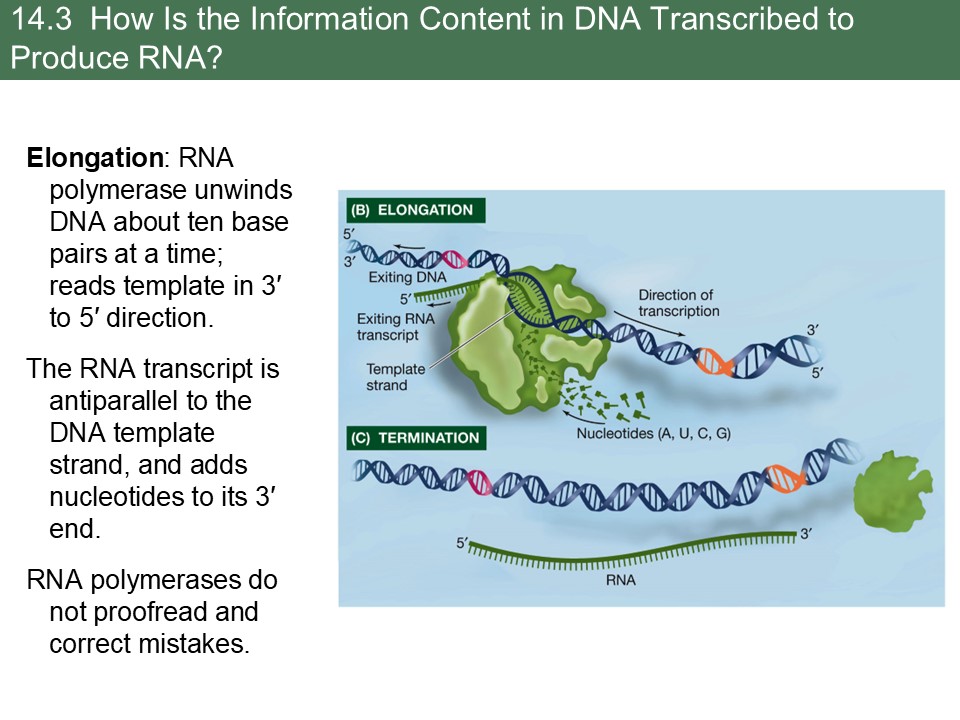 14.3 How Is the Information Content in DNA Transcribed to
Produce RNA?
Elongation: RNA
polymerase unwinds
DNA about ten base
pairs at a time;
reads template in 3′
to 5′ direction.
The RNA transcript is
antiparallel to the
DNA template
strand, and adds
nucleotides to its 3′
end.
RNA polymerases do
not proofread and
correct mistakes.
(B) ELONGATION
5′
3′
Exiting DNA
5′
Exiting RNA
transcript
Template
strand
Direction of
transcription
3′
5′
Nucleotides (A, U, C, G)
(C) TERMINATION
5′
3′
RNA